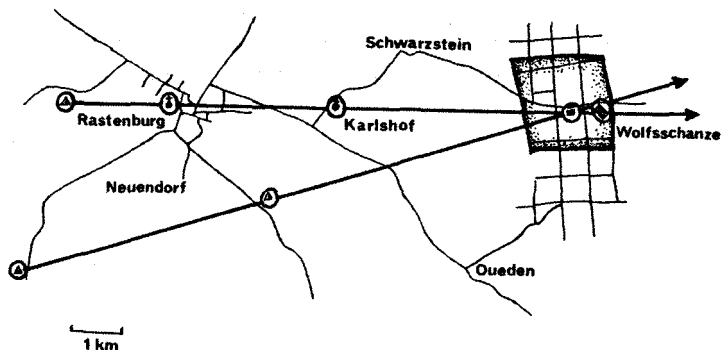 Schwarzstein
Rastenburg
Karlshof
Wolfsschanze
Neuendorf
Queden
1 km